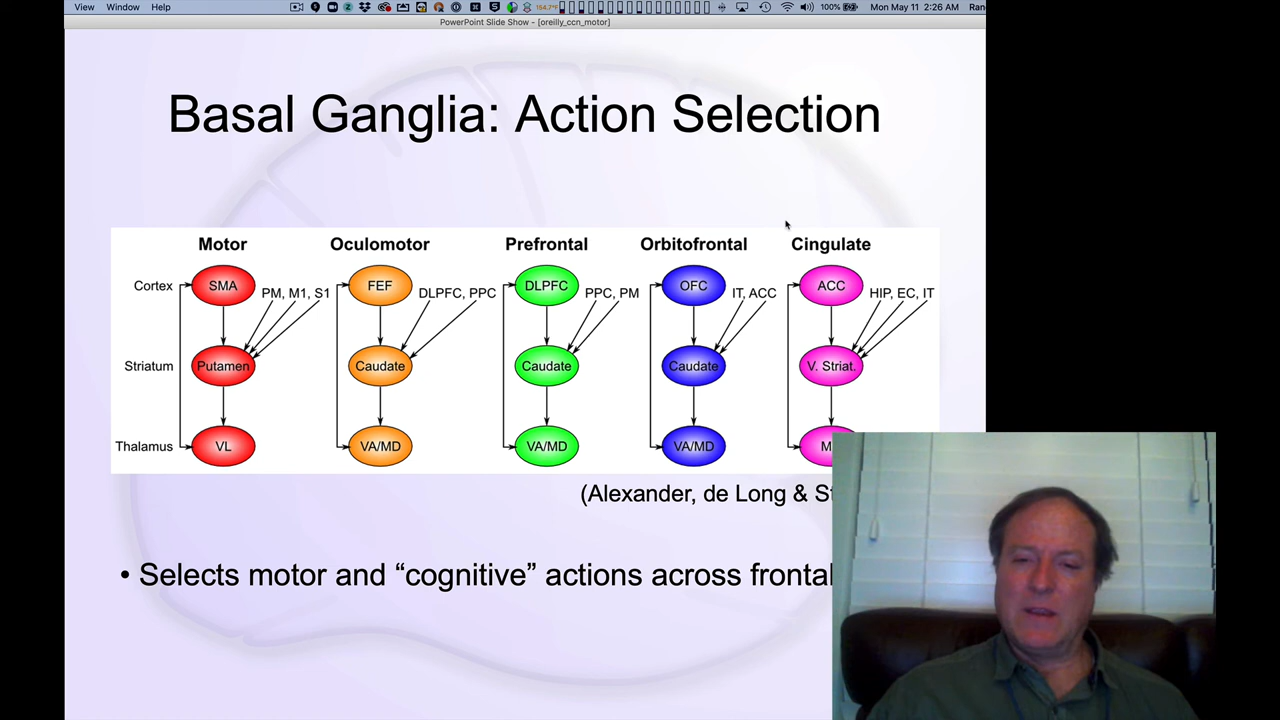 View Window Help 154.7°F 100% Mon May 11 2:26 AM Ran
PowerPoint Slide Show - [oreilly_ccn_motor]
Basal Ganglia: Action Selection
Motor Oculomotor Prefrontal Orbitofrontal Cingulate
Cortex SMA PM, M1, S1 FEF DLPFC, PPC DLPFC PPC, PM OFC IT, ACC ACC HIP, EC, IT
Striatum Putamen Caudate Caudate Caudate V. Striat.
Thalamus VL VA/MD VA/MD VA/MD M
(Alexander, de Long & St
• Selects motor and “cognitive” actions across frontal